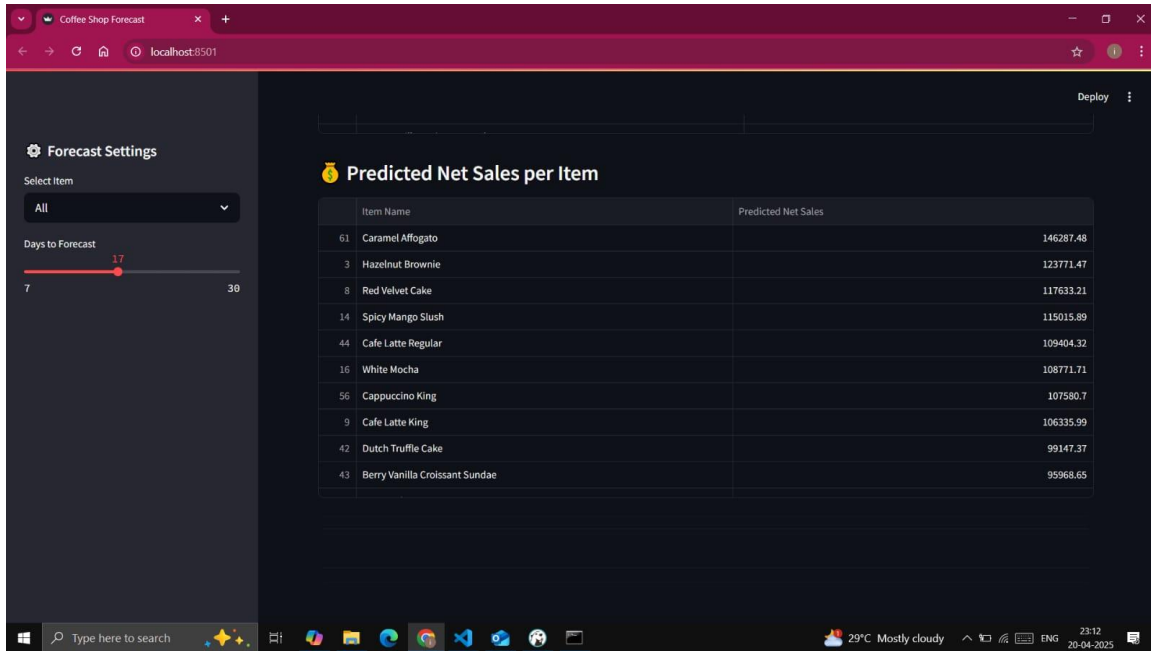 Coffee Shop Forecast
localhost:8501
Deploy
Forecast Settings
Select Item
All
Days to Forecast
17
7 30
Predicted Net Sales per Item
Item Name Predicted Net Sales
61 Caramel Affogato 146287.48
3 Hazelnut Brownie 123771.47
8 Red Velvet Cake 117633.21
14 Spicy Mango Slush 115015.89
44 Cafe Latte Regular 109404.32
16 White Mocha 108771.71
56 Cappuccino King 107580.7
9 Cafe Latte King 106335.99
42 Dutch Truffle Cake 99147.37
43 Berry Vanilla Croissant Sundae 95968.65
Type here to search
29°C Mostly cloudy
ENG
23:12
20-04-2025